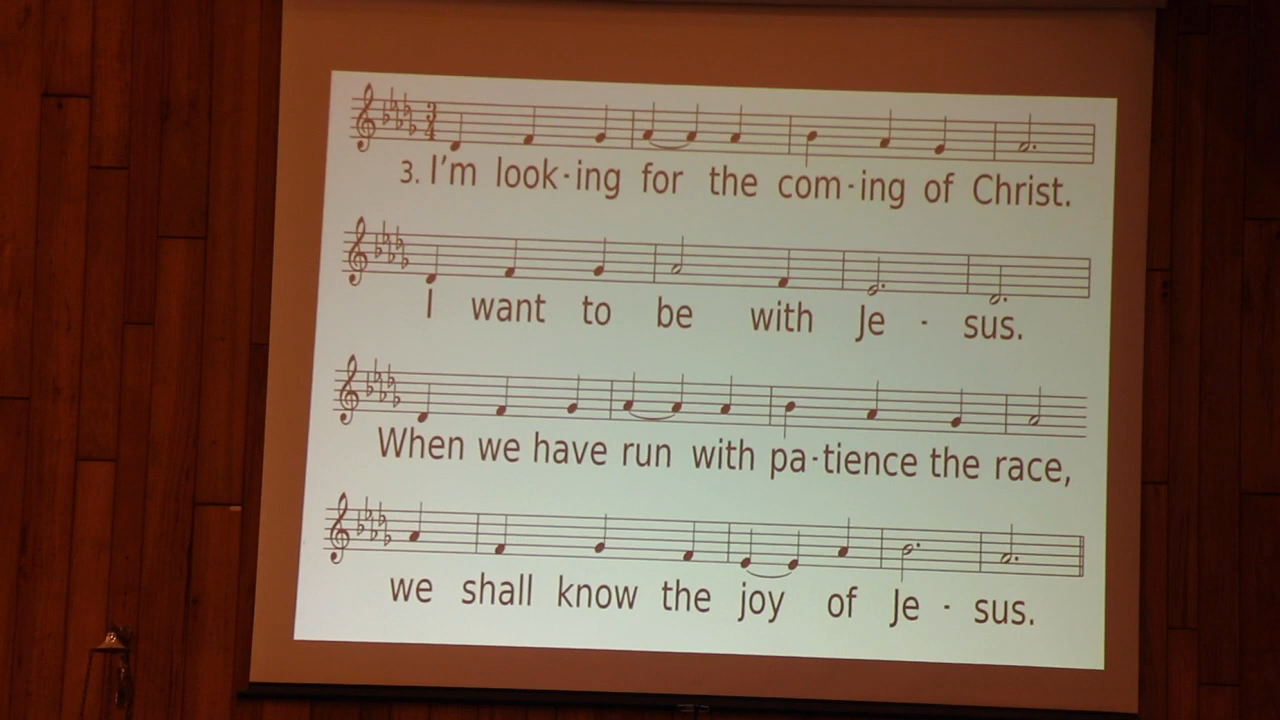 3. I'm look-ing for the com-ing of Christ.
I want to be with Je - sus.
When we have run with pa-tience the race,
we shall know the joy of Je - sus.